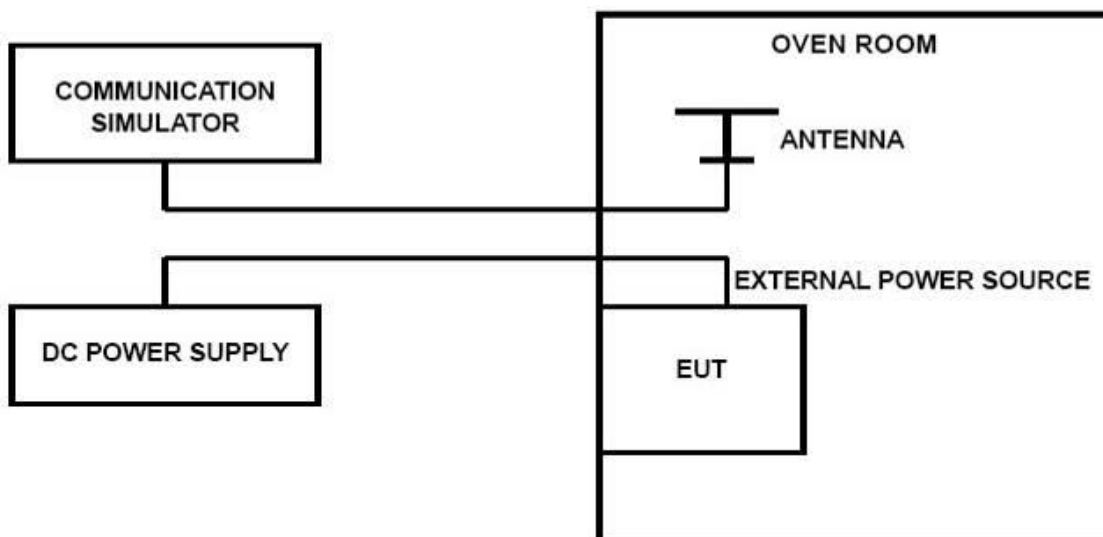 OVEN ROOM
COMMUNICATION
SIMULATOR
ANTENNA
EXTERNAL POWER SOURCE
DC POWER SUPPLY
EUT